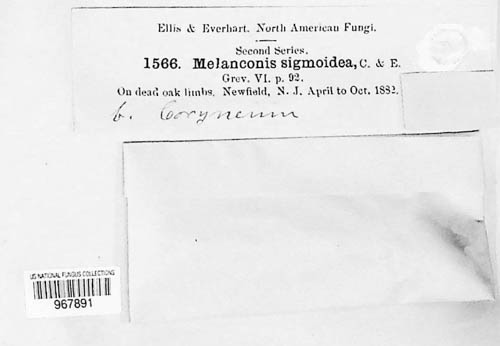 Ellis & Everhart. North American Fungi.
Second Series.
1566. Melanconis sigmoidea, C. & E.
Grev. VI. p. 92.
On dead oak limbs. Newfield, N. J. April to Oct. 1882.
b. Coryneum
US NATIONAL FUNGUS COLLECTIONS
967891